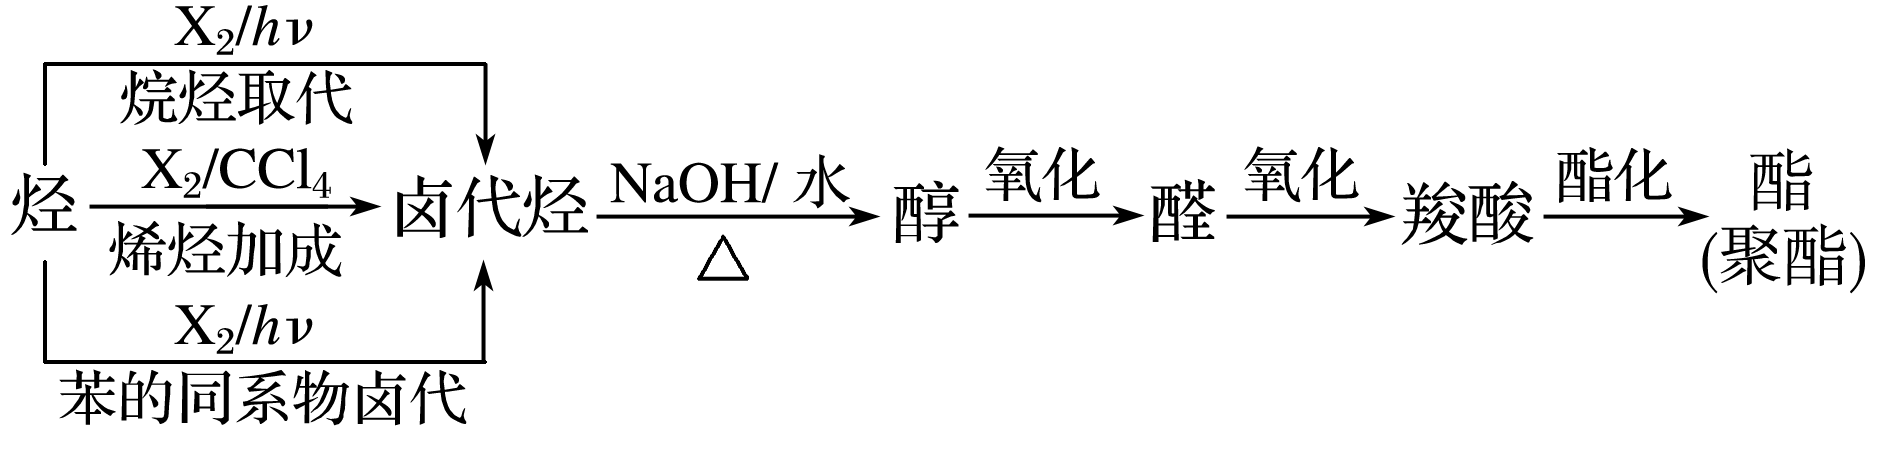 X₂/hν
烷烃取代
烃
X₂/CCl₄
烯烃加成
X₂/hν
苯的同系物卤代
卤代烃
NaOH/ 水
△
醇
氧化
醛
氧化
羧酸
酯化
酯
(聚酯)